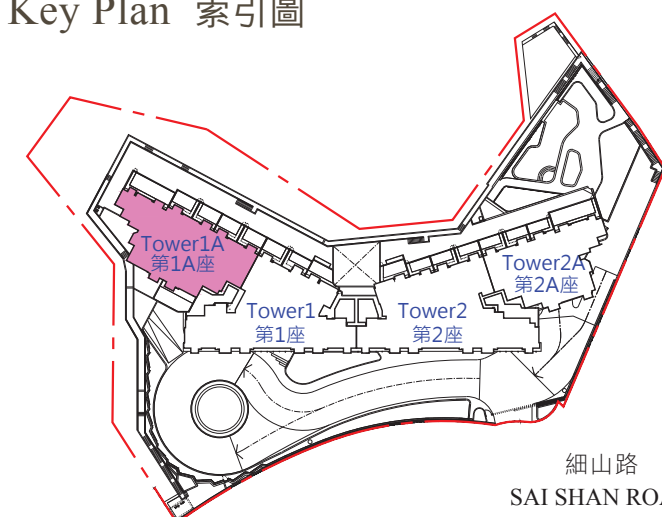 Key Plan 索引圖
Tower1A
第1A座
Tower2A
第2A座
Tower1
第1座
Tower2
第2座
細山路
SAI SHAN ROA